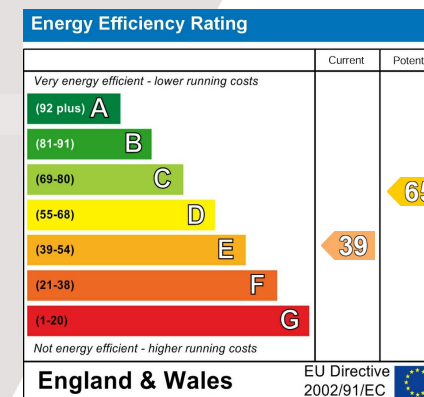 Energy Efficiency Rating
Current Potent
Very energy efficient - lower running costs
(92 plus) A
(81-91) B
(69-80) C
65
(55-68) D
(39-54) E 39
(21-38) F
(1-20) G
Not energy efficient - higher running costs
England & Wales
EU Directive
2002/91/EC